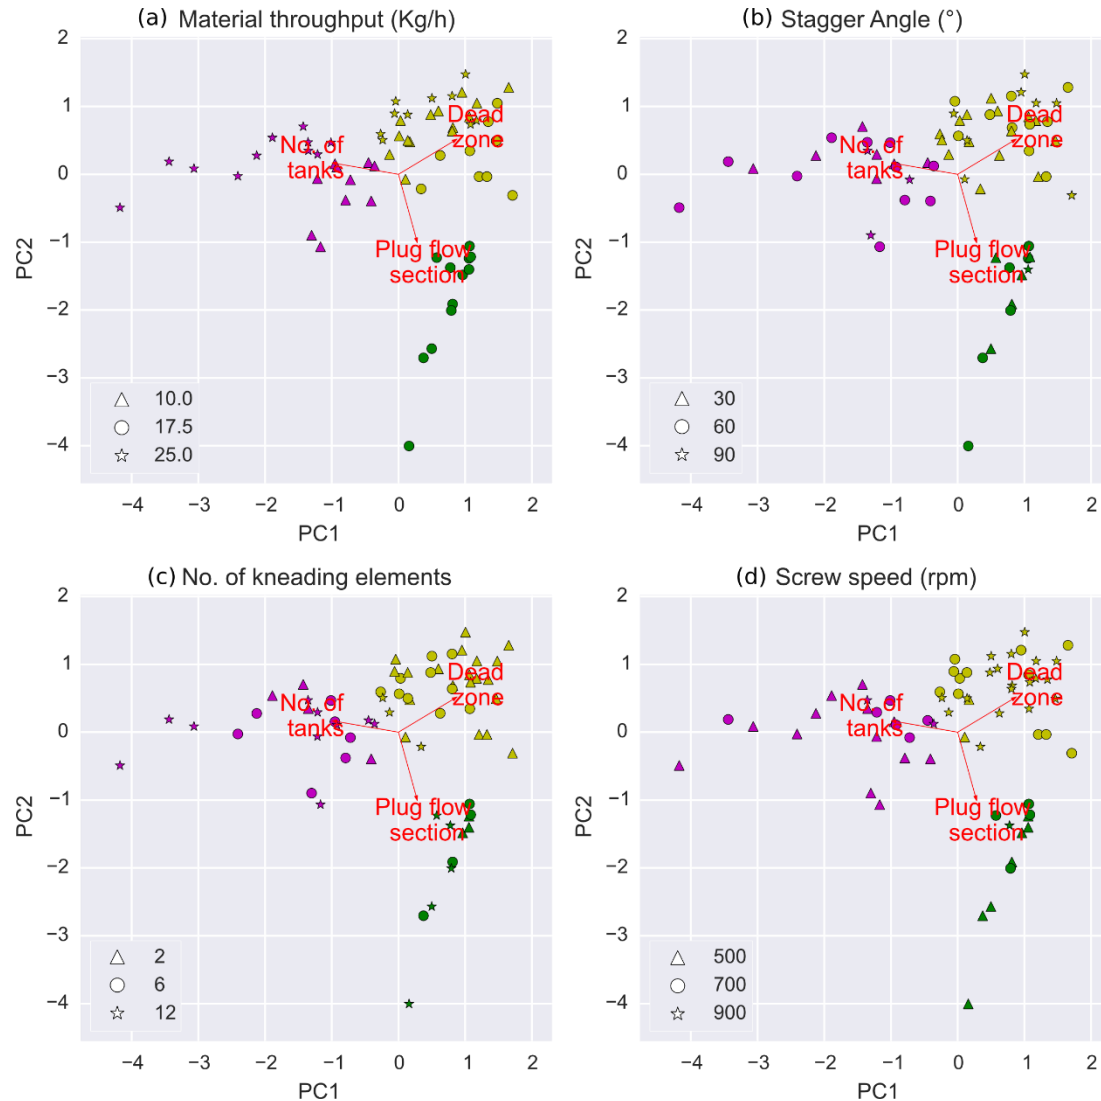 (a) Material throughput (Kg/h)
2
1
0
−1
−2
−3
−4
PC2
No. of
tanks
Dead
zone
Plug flow
section
10.0
17.5
25.0
−4 −3 −2 −1 0 1 2
PC1
(b) Stagger Angle (°)
2
1
0
−1
−2
−3
−4
PC2
No. of
tanks
Dead
zone
Plug flow
section
30
60
90
−4 −3 −2 −1 0 1 2
PC1
(c) No. of kneading elements
2
1
0
−1
−2
−3
−4
PC2
No. of
tanks
Dead
zone
Plug flow
section
2
6
12
−4 −3 −2 −1 0 1 2
PC1
(d) Screw speed (rpm)
2
1
0
−1
−2
−3
−4
PC2
No. of
tanks
Dead
zone
Plug flow
section
500
700
900
−4 −3 −2 −1 0 1 2
PC1